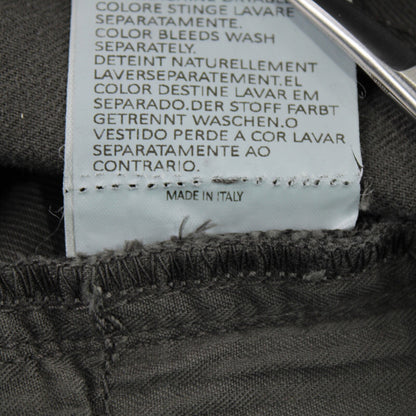 COLORE STINGE LAVARE
SEPARATAMENTE.
COLOR BLEEDS WASH
SEPARATELY.
DETEINT NATURELLEMENT
LAVERSEPARATEMENT.EL
COLOR DESTINE LAVAR EM
SEPARADO.DER STOFF FARBT
GETRENNT WASCHEN.O
VESTIDO PERDE A COR LAVAR
SEPARATAMENTE AO
CONTRARIO.
MADE IN ITALY